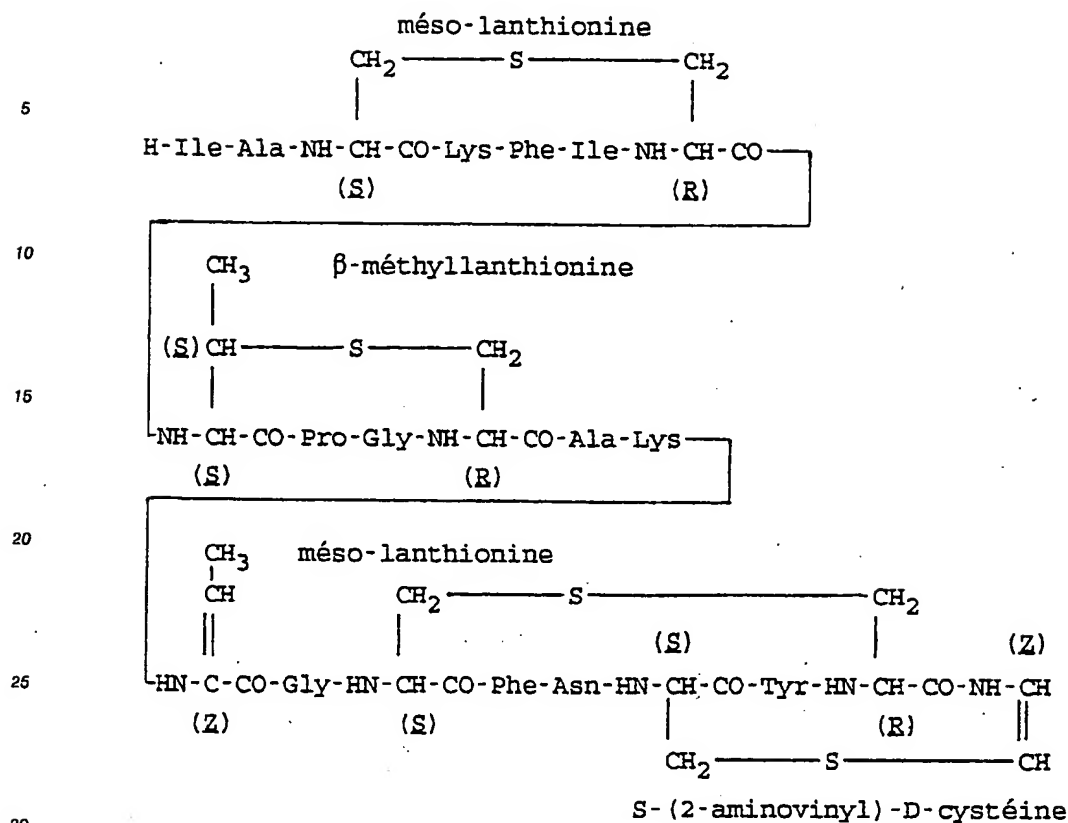 méso-lanthionine
CH₂ S CH₂
5
H-Ile-Ala-NH-CH-CO-Lys-Phe-Ile-NH-CH-CO
(S) (R)
10
CH₃ β-méthyllanthionine
(S) CH S CH₂
15
NH-CH-CO-Pro-Gly-NH-CH-CO-Ala-Lys
(S) (R)
20
CH₃ méso-lanthionine
CH CH₂ S CH₂
(S) (Z)
25
-HN-C-CO-Gly-HN-CH-CO-Phe-Asn-HN-CH-CO-Tyr-HN-CH-CO-NH-CH
(Z) (S) (R)
CH₂ S CH
S-(2-aminovinyl)-D-cystéine